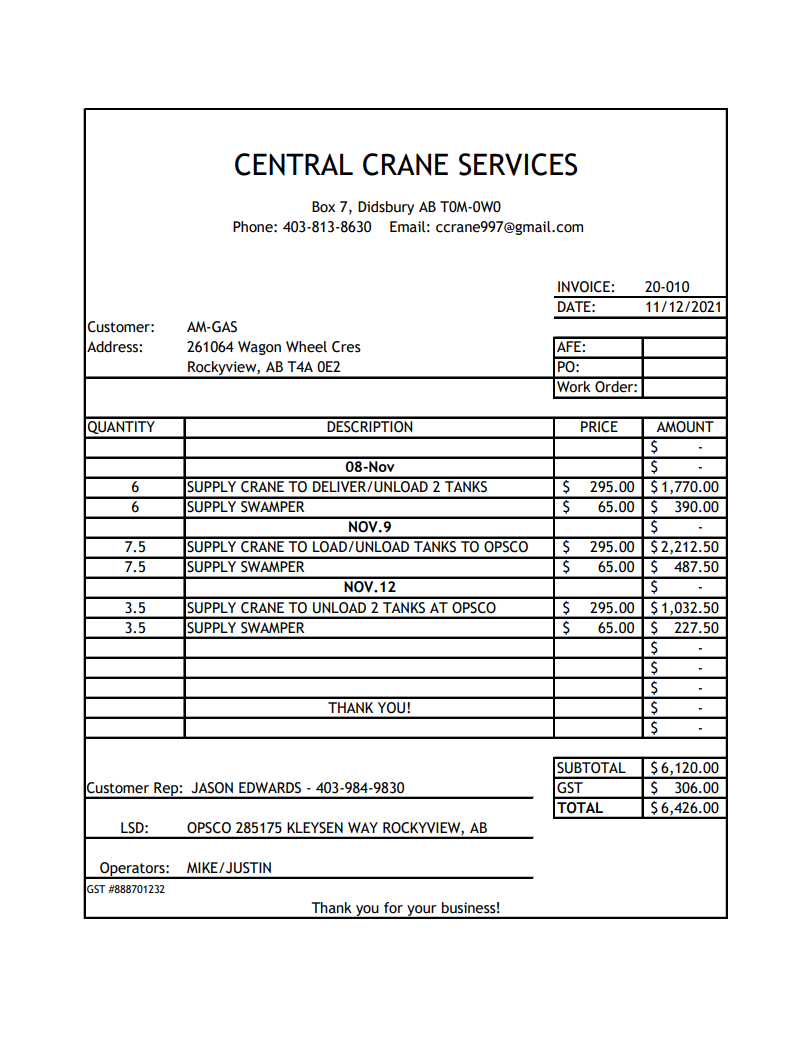 CENTRAL CRANE SERVICES
Box 7, Didsbury AB T0M-0W0
Phone: 403-813-8630 Email: ccrane997@gmail.com
INVOICE: 20-010
DATE: 11/12/2021
Customer: AM-GAS
Address: 261064 Wagon Wheel Cres
AFE:
Rockyview, AB T4A 0E2
PO:
Work Order:
QUANTITY DESCRIPTION PRICE AMOUNT
$ -
08-Nov $ -
6 SUPPLY CRANE TO DELIVER/UNLOAD 2 TANKS $ 295.00 $ 1,770.00
6 SUPPLY SWAMPER $ 65.00 $ 390.00
NOV.9 $ -
7.5 SUPPLY CRANE TO LOAD/UNLOAD TANKS TO OPSCO $ 295.00 $ 2,212.50
7.5 SUPPLY SWAMPER $ 65.00 $ 487.50
NOV.12 $ -
3.5 SUPPLY CRANE TO UNLOAD 2 TANKS AT OPSCO $ 295.00 $ 1,032.50
3.5 SUPPLY SWAMPER $ 65.00 $ 227.50
$ -
$ -
$ -
THANK YOU! $ -
$ -
SUBTOTAL $ 6,120.00
Customer Rep: JASON EDWARDS - 403-984-9830
GST $ 306.00
TOTAL $ 6,426.00
LSD: OPSCO 285175 KLEYSEN WAY ROCKYVIEW, AB
Operators: MIKE/JUSTIN
GST #888701232
Thank you for your business!